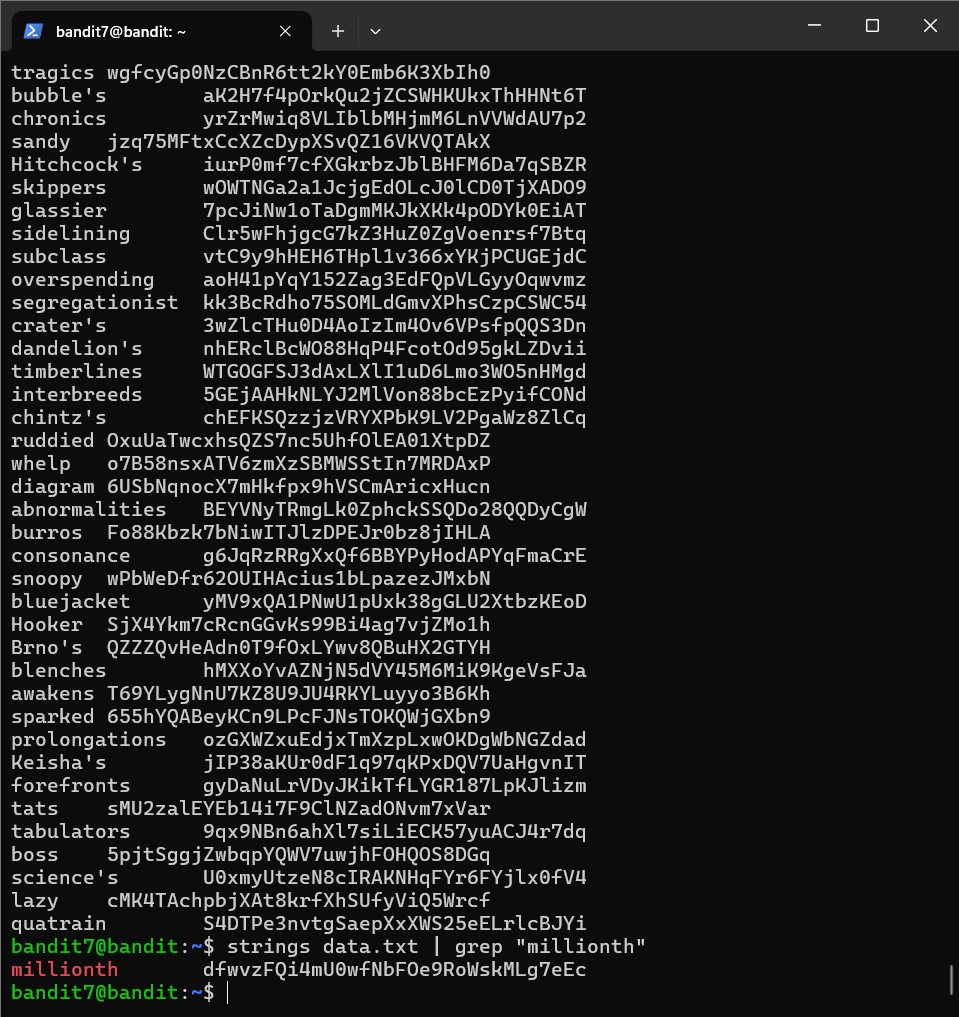 bandit7@bandit: ~
tragics wgfcyGp0NzCBnR6tt2kY0Emb6K3XbIh0
bubble's aK2H7f4pOrkQu2jZCSWHKUkxThHHNt6T
chronics yrZrMwiq8VLIblbMHjmM6LnVVWdAU7p2
sandy jzq75MFtxCcXZcDypXSvQZ16VKVQTAkX
Hitchcock's iurP0mf7cfXGkrbzJblBHFM6Da7qSBZR
skippers wOWTNGa2a1JcjgEdOLcJ0lCD0TjXADO9
glassier 7pcJiNw1oTaDgmMKJkXKk4pODYk0EiAT
sidelining Clr5wFhjgcG7kZ3HuZ0ZgVoenrsf7Btq
subclass vtC9y9hHEH6THpl1v366xYKjPCUGEjdC
overspending aoH41pYqY152Zag3EdFQpVLGyyOqwvmz
segregationist kk3BcRdho75SOMLdGmvXPhsCzpCSWC54
crater's 3wZlcTHu0D4AoIzIm4Ov6VPsfpQQS3Dn
dandelion's nhERclBcWO88HqP4FcotOd95gkLZDvii
timberlines WTGOGFSJ3dAxLXlI1uD6Lmo3WO5nHMgd
interbreeds 5GEjAAHkNLYJ2MlVon88bcEzPyifCONd
chintz's chEFKSQzzjzVRYXPbK9LV2PgaWz8ZlCq
ruddied OxuUaTwcxhsQZS7nc5UhfOlEA01XtpDZ
whelp o7B58nsxATV6zmXzSBMWSStIn7MRDAxP
diagram 6USbNqnocX7mHkfpx9hVSCmAricxHucn
abnormalities BEYVNyTRmgLk0ZphckSSQDo28QQDyCgW
burros Fo88Kbzk7bNiwITJlzDPEJr0bz8jIHLA
consonance g6JqRzRRgXxQf6BBYPyHodAPYqFmaCrE
snoopy wPbWeDfr62OUIHAcius1bLpazezJMxbN
bluejacket yMV9xQA1PNwU1pUxk38gGLU2XtbzKEoD
Hooker SjX4Ykm7cRcnGGvKs99Bi4ag7vjZMo1h
Brno's QZZZQvHeAdn0T9fOxLYwv8QBuHX2GTYH
blenches hMXXoYvAZNjN5dVY45M6MiK9KgeVsFJa
awakens T69YLygNnU7KZ8U9JU4RKYLuyyo3B6Kh
sparked 655hYQABeyKCn9LPcFJNsTOKQWjGXbn9
prolongations ozGXWZxuEdjxTmXzpLxwOKDgWbNGZdad
Keisha's jIP38aKUr0dF1q97qKPxDQV7UaHgvnIT
forefronts gyDaNuLrVDyJKikTfLYGR187LpKJlizm
tats sMU2zalEYEb14i7F9ClNZadONvm7xVar
tabulators 9qx9NBn6ahXl7siLiECK57yuACJ4r7dq
boss 5pjtSggjZwbqpYQWV7uwjhFOHQOS8DGq
science's U0xmyUtzeN8cIRAKNHqFYr6FYjlx0fV4
lazy cMK4TAchpbjXAt8krfXhSUfyViQ5Wrcf
quatrain S4DTPe3nvtgSaepXxXWS25eELrlcBJYi
bandit7@bandit:~$ strings data.txt | grep "millionth"
millionth dfwvzFQi4mU0wfNbFOe9RoWskMLg7eEc
bandit7@bandit:~$